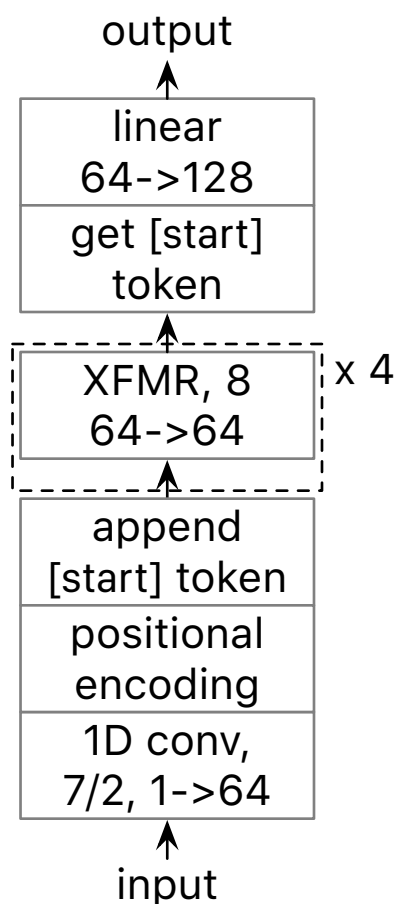 output
linear
64->128
get [start]
token
XFMR, 8
64->64
x 4
append
[start] token
positional
encoding
1D conv,
7/2, 1->64
input